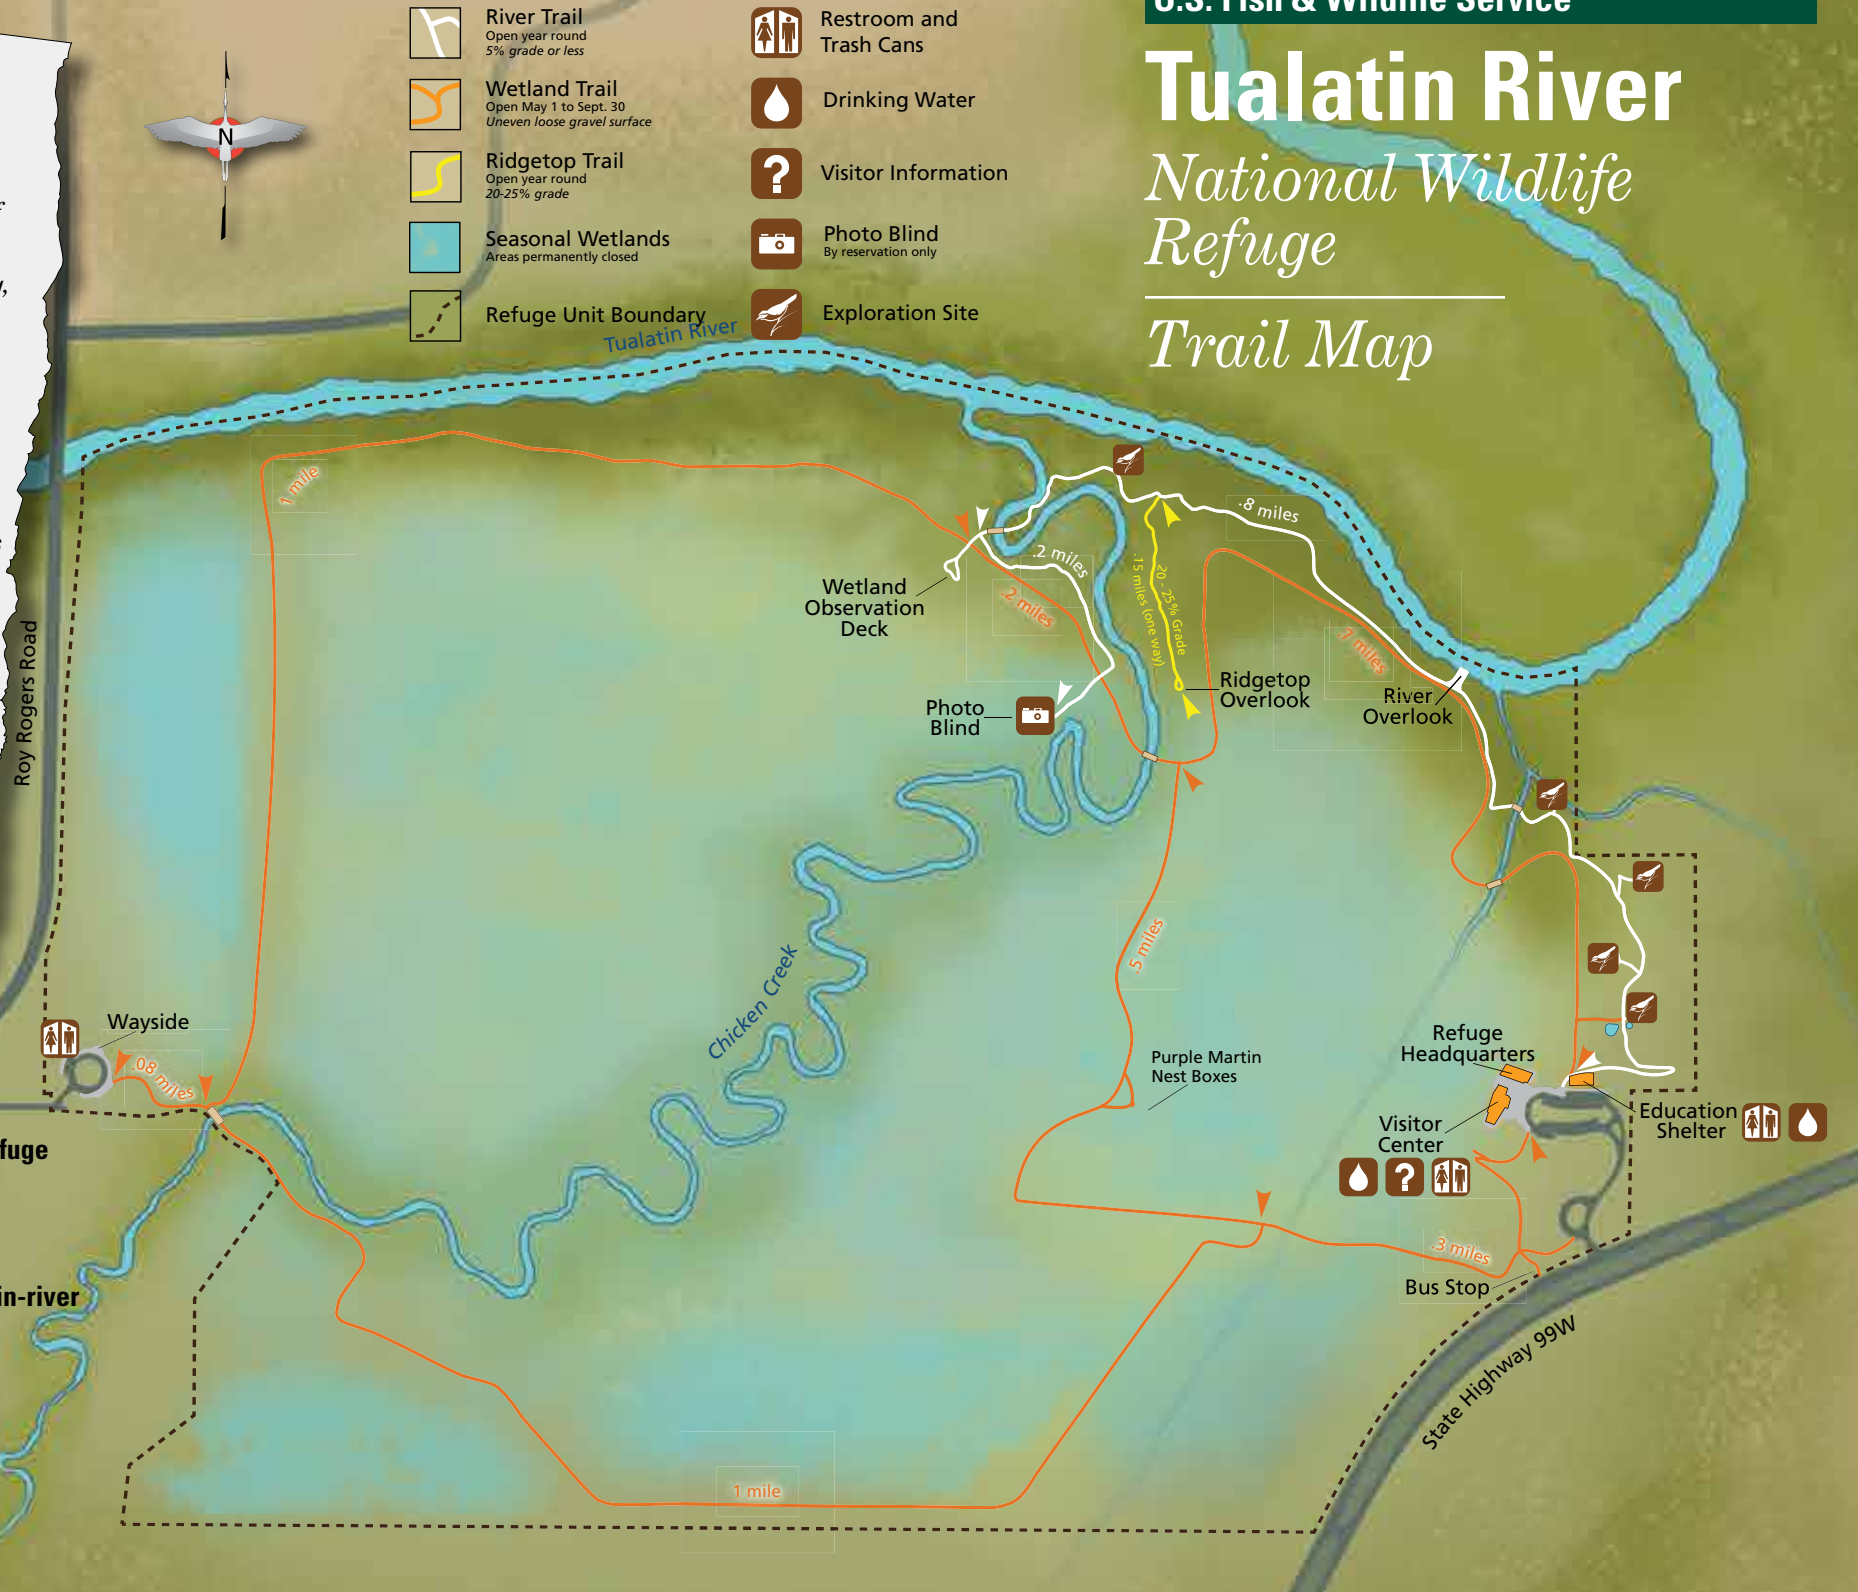 U.S. Fish & Wildlife Service
Tualatin River
National Wildlife
Refuge
Trail Map
River Trail
Open year round
5% grade or less
Wetland Trail
Open May 1 to Sept. 30
Uneven loose gravel surface
Ridgetop Trail
Open year round
20-25% grade
Seasonal Wetlands
Areas permanently closed
Refuge Unit Boundary
Restroom and
Trash Cans
Drinking Water
Visitor Information
Photo Blind
By reservation only
Exploration Site
N
Tualatin River
1 mile
.8 miles
.2 miles
.2 miles
20 - 25% Grade
.15 miles (one way)
Wetland
Observation
Deck
Photo
Blind
Ridgetop
Overlook
River
Overlook
Roy Rogers Road
Chicken Creek
.5 miles
Wayside
.08 miles
Purple Martin
Nest Boxes
Refuge
Headquarters
Visitor
Center
Education
Shelter
.3 miles
Bus Stop
State Highway 99W
1 mile
fuge
in-river